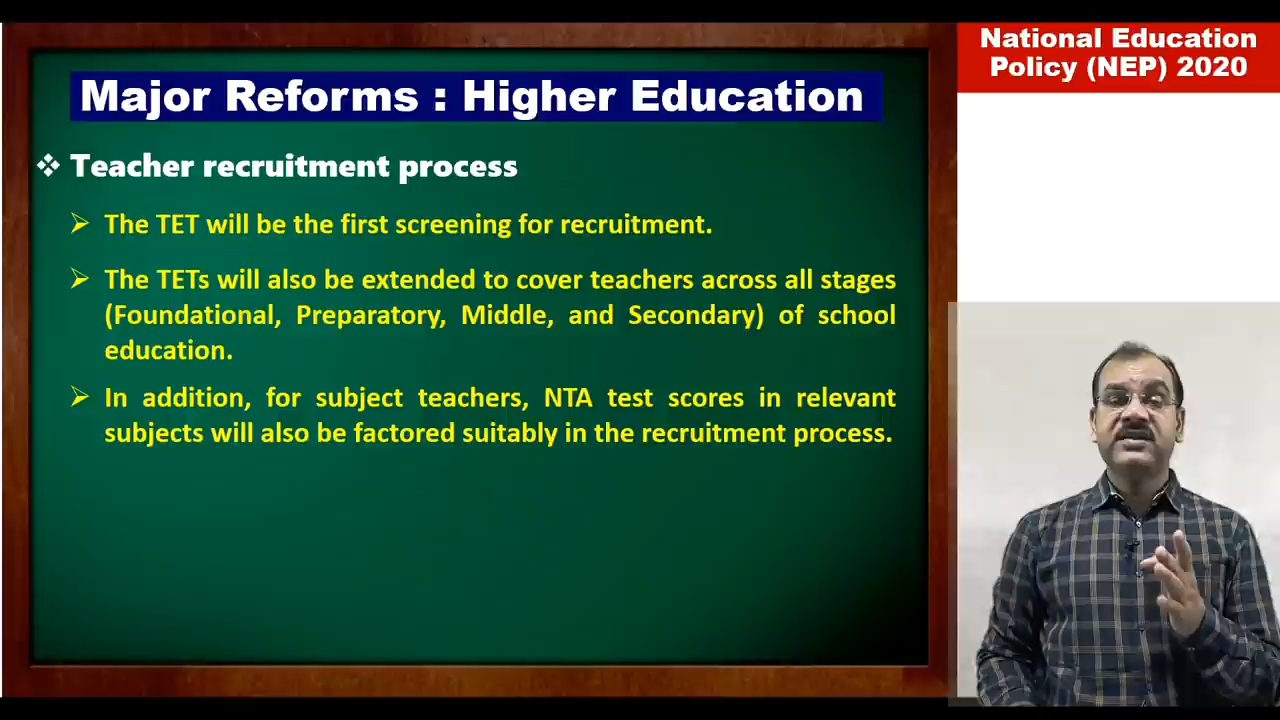 Major Reforms : Higher Education
National Education
Policy (NEP) 2020
❖ Teacher recruitment process
➢ The TET will be the first screening for recruitment.
➢ The TETs will also be extended to cover teachers across all stages
(Foundational, Preparatory, Middle, and Secondary) of school
education.
➢ In addition, for subject teachers, NTA test scores in relevant
subjects will also be factored suitably in the recruitment process.